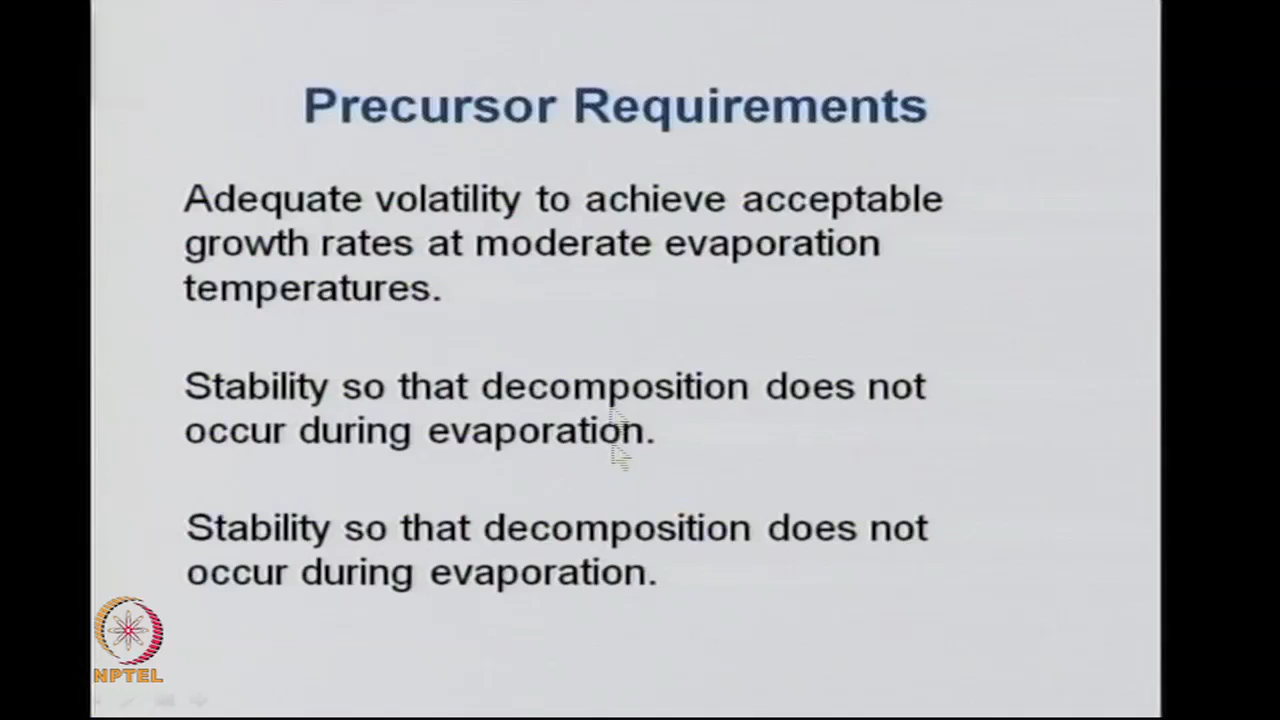 Precursor Requirements
Adequate volatility to achieve acceptable
growth rates at moderate evaporation
temperatures.
Stability so that decomposition does not
occur during evaporation.
Stability so that decomposition does not
occur during evaporation.
NPTEL